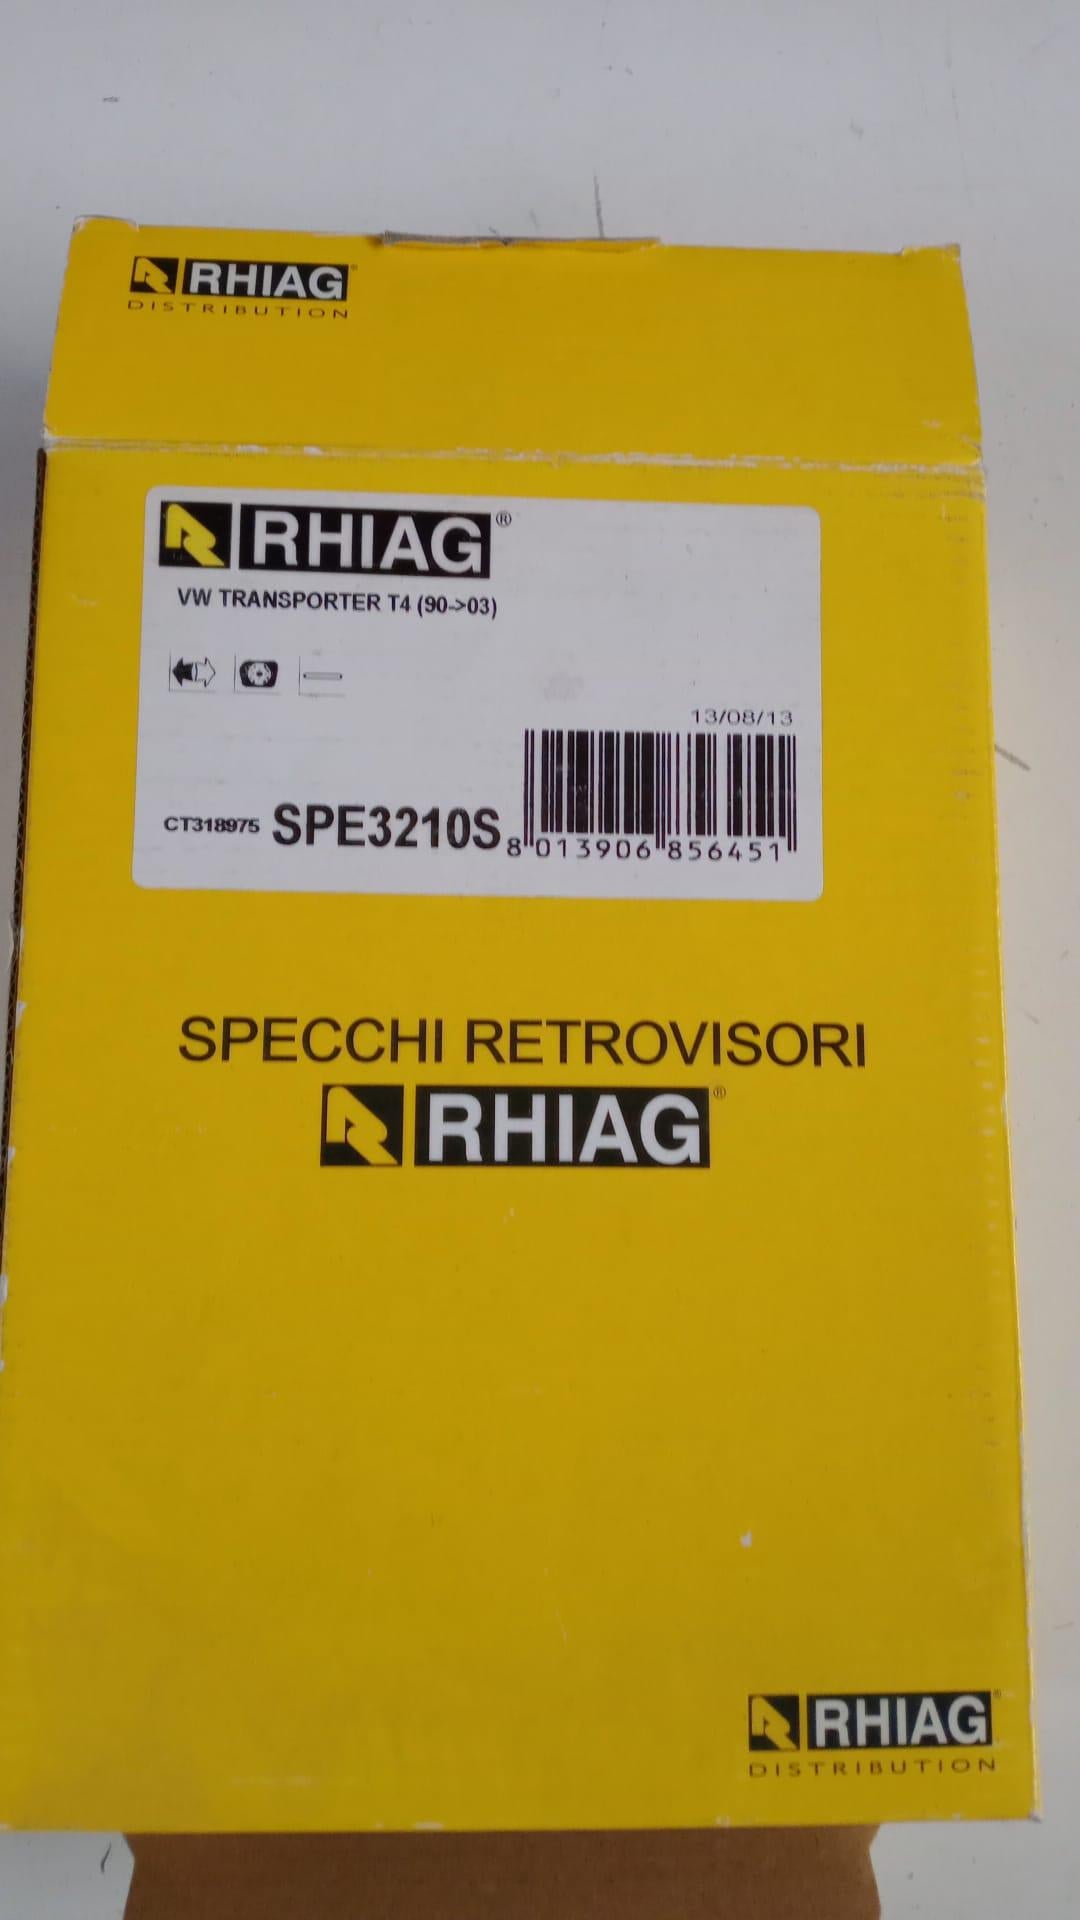 RHIAG
DISTRIBUTION
RHIAG®
VW TRANSPORTER T4 (90->03)
13/08/13
CT318975 SPE3210S
8 013906 856451
SPECCHI RETROVISORI
RHIAG®
RHIAG®
DISTRIBUTION